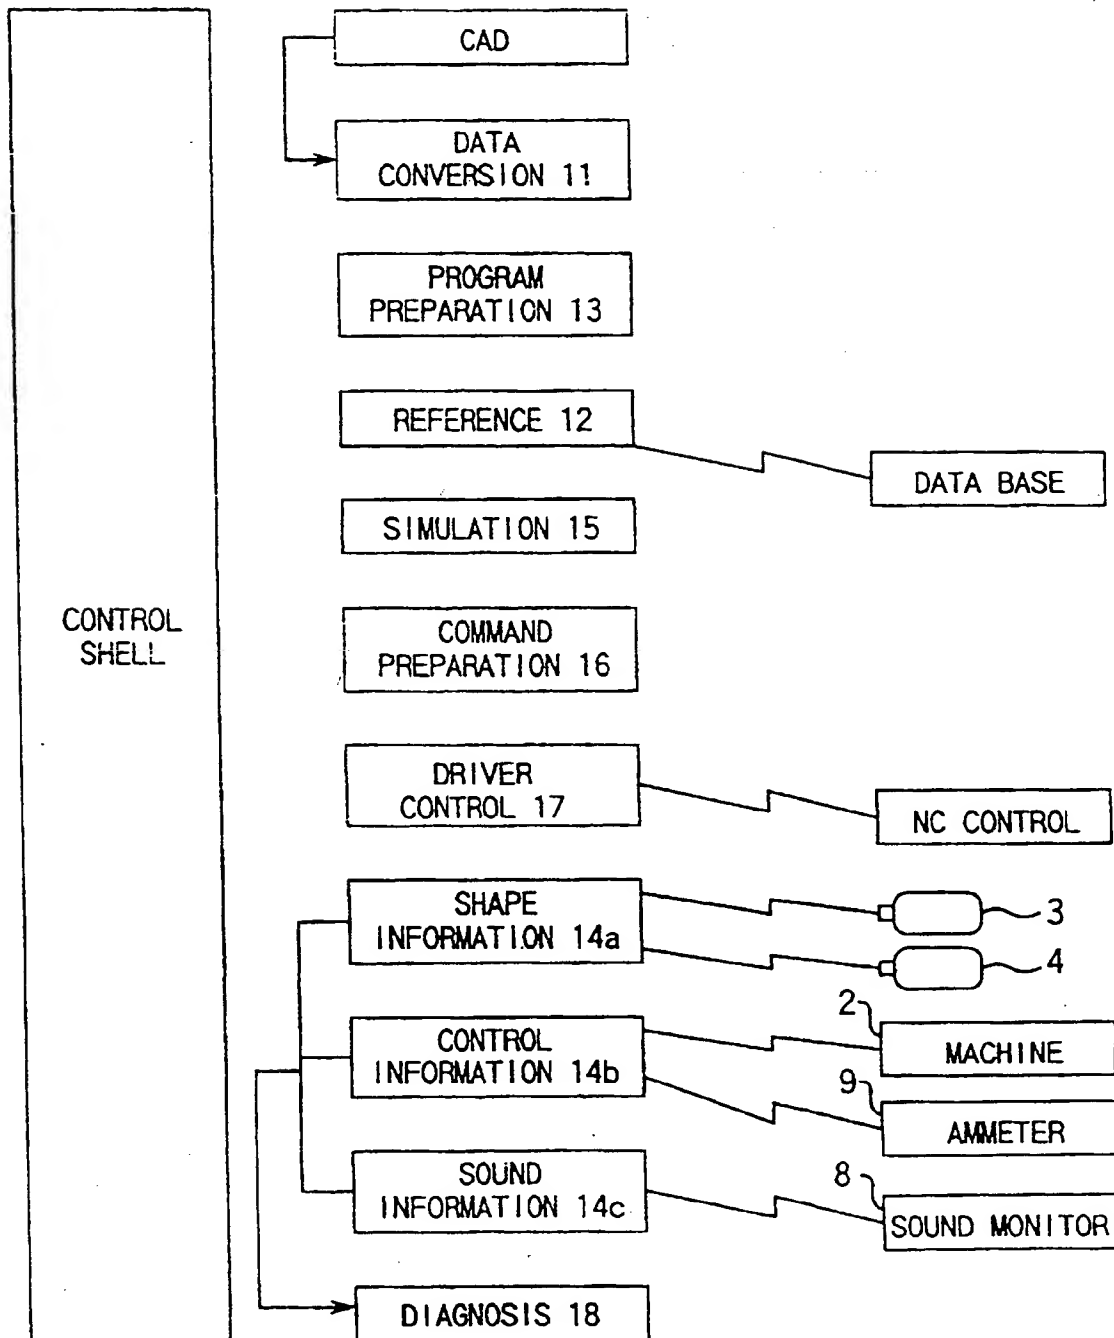 CAD
DATA
CONVERSION 11
PROGRAM
PREPARATION 13
REFERENCE 12
DATA BASE
SIMULATION 15
CONTROL
SHELL
COMMAND
PREPARATION 16
DRIVER
CONTROL 17
NC CONTROL
SHAPE
INFORMATION 14a
3
4
CONTROL
INFORMATION 14b
2
MACHINE
9
AMMETER
SOUND
INFORMATION 14c
8
SOUND MONITOR
DIAGNOSIS 18